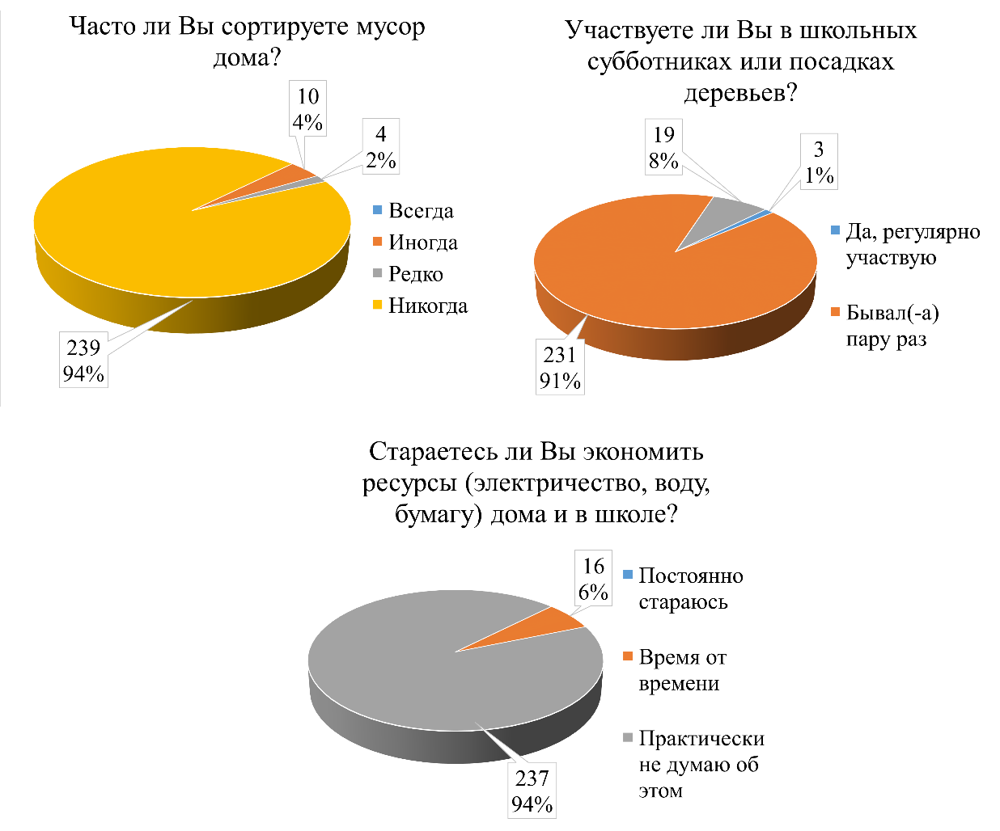 Часто ли Вы сортируете мусор
дома?
10
4%
4
2%
239
94%
Всегда
Иногда
Редко
Никогда
Участвуете ли Вы в школьных
субботниках или посадках
деревьев?
19
8%
3
1%
231
91%
Да, регулярно
участвую
Бывал(-а)
пару раз
Стараетесь ли Вы экономить
ресурсы (электричество, воду,
бумагу) дома и в школе?
16
6%
237
94%
Постоянно
стараюсь
Время от
времени
Практически
не думаю об
этом